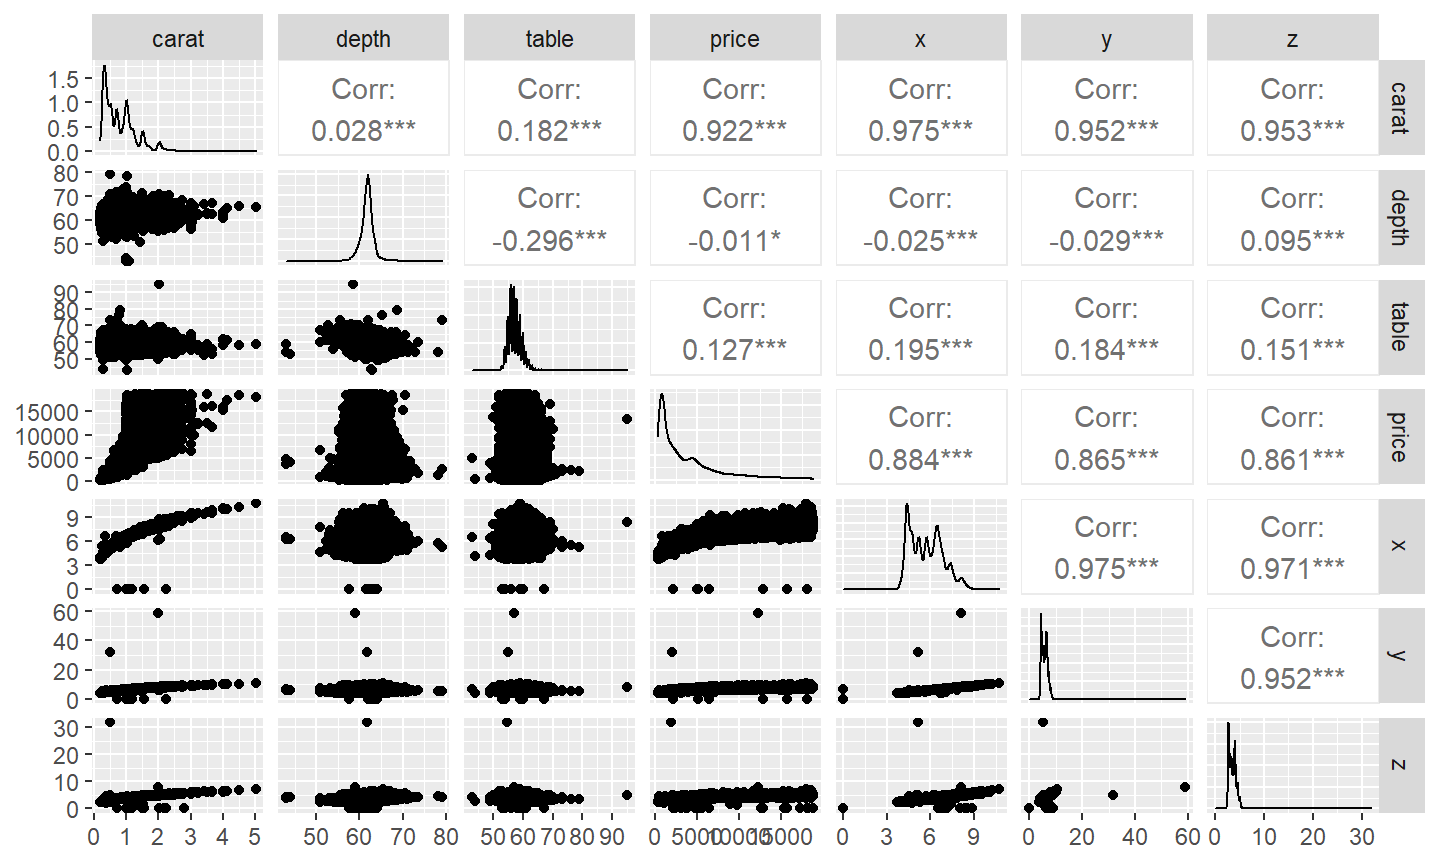 carat depth table price x y z
1.5
1.0
0.5
0.0
Corr:
0.028***
Corr:
0.182***
Corr:
0.922***
Corr:
0.975***
Corr:
0.952***
Corr:
0.953***
carat
80
70
60
50
Corr:
-0.296***
Corr:
-0.011*
Corr:
-0.025***
Corr:
-0.029***
Corr:
0.095***
depth
90
80
70
60
50
Corr:
0.127***
Corr:
0.195***
Corr:
0.184***
Corr:
0.151***
table
15000
10000
5000
0
Corr:
0.884***
Corr:
0.865***
Corr:
0.861***
price
9
6
3
0
Corr:
0.975***
Corr:
0.971***
x
60
40
20
0
Corr:
0.952***
y
30
20
10
0
z
0 1 2 3 4 5 50 60 70 80 50 60 70 80 90 0 5000 10000 15000 0 3 6 9 0 20 40 60 0 10 20 30